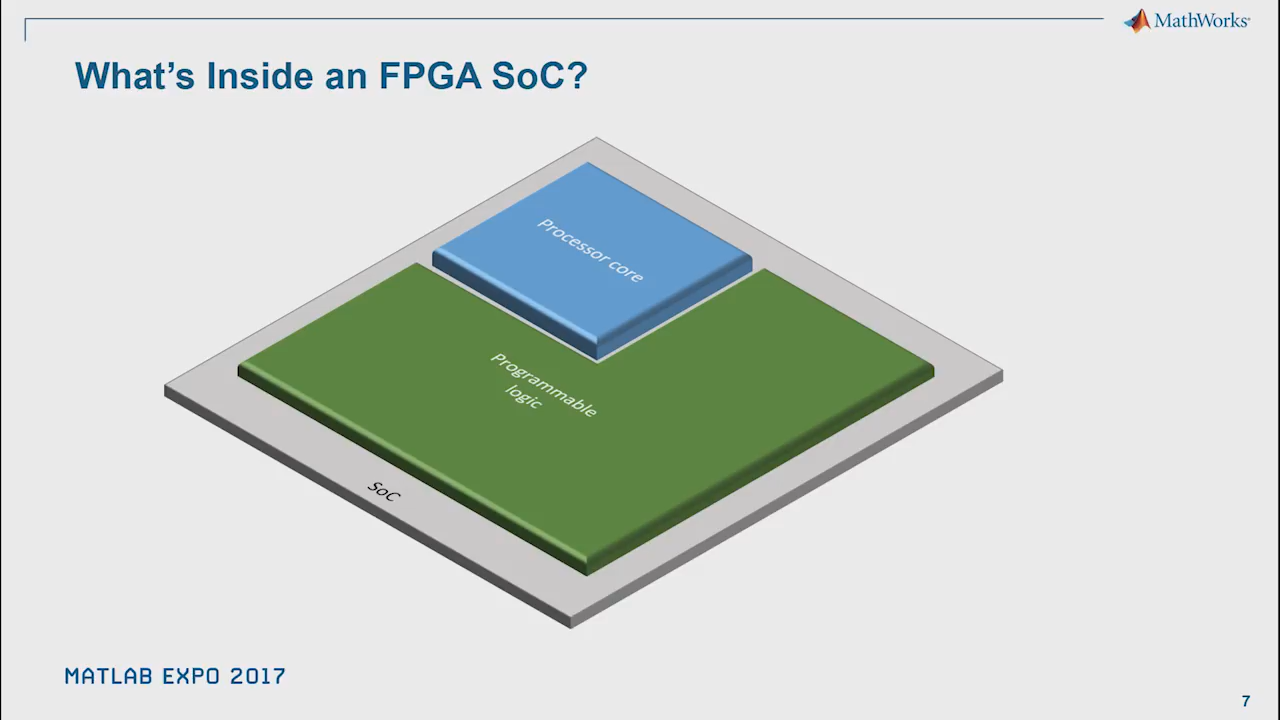 MathWorks®
What's Inside an FPGA SoC?
Processor core
Programmable
logic
SoC
MATLAB EXPO 2017
7